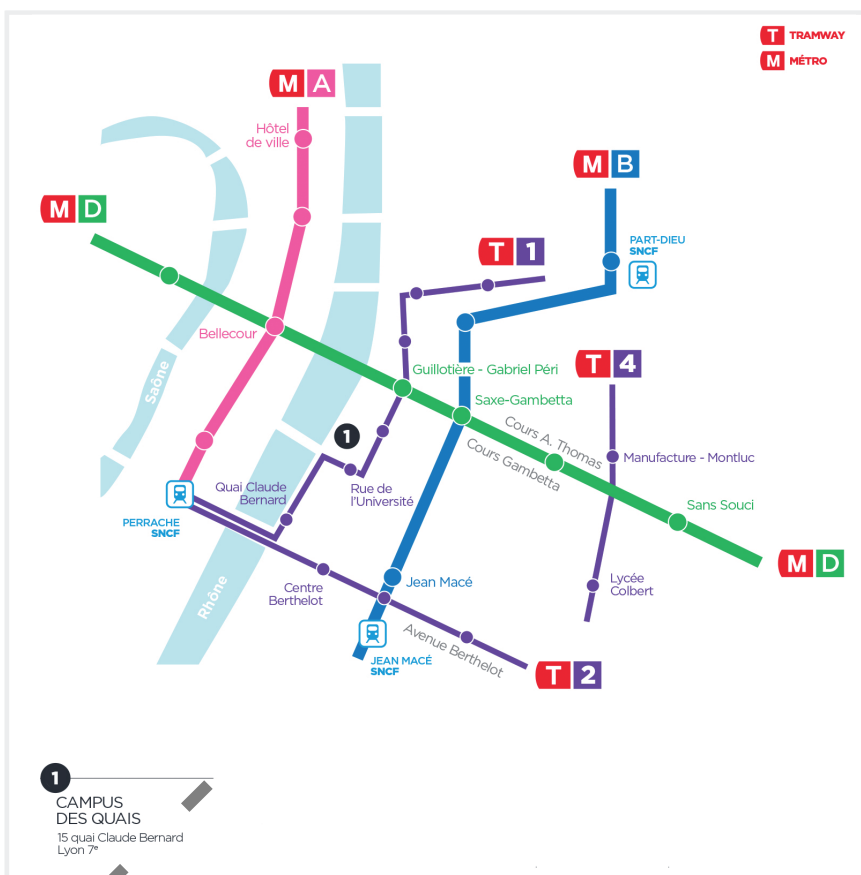 T TRAMWAY
M MÉTRO
M A
Hôtel
de ville
M B
M D
PART-DIEU
SNCF
T 1
Bellecour
Saône
Guillotière - Gabriel Péri
T 4
Saxe-Gambetta
Cours A. Thomas
Cours Gambetta
1
Manufacture - Montluc
Quai Claude
Bernard
Rue de
l'Université
Sans Souci
PERRACHE
SNCF
M D
Rhône
Centre
Berthelot
Jean Macé
Lycée
Colbert
Avenue Berthelot
JEAN MACÉ
SNCF
T 2
1
CAMPUS
DES QUAIS
15 quai Claude Bernard
Lyon 7e